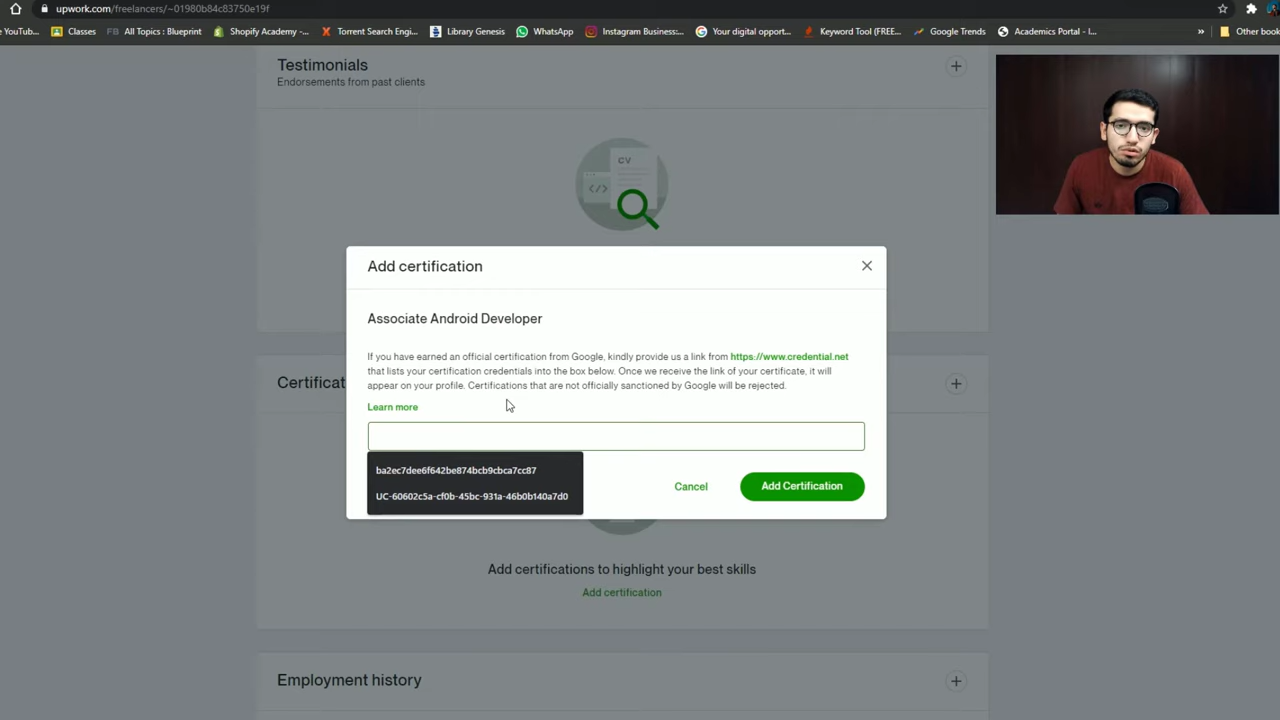 upwork.com/freelancers/~01980b84c83750e19f
e YouTub...
Classes
FB All Topics : Blueprint
Shopify Academy -...
Torrent Search Engi...
Library Genesis
WhatsApp
Instagram Business:...
Your digital opport...
Keyword Tool (FREE...
Google Trends
Academics Portal - I...
»
Other book
Testimonials
Endorsements from past clients
CV
</>
Add certification
Associate Android Developer
If you have earned an official certification from Google, kindly provide us a link from https://www.credential.net
that lists your certification credentials into the box below. Once we receive the link of your certificate, it will
appear on your profile. Certifications that are not officially sanctioned by Google will be rejected.
Learn more
ba2ec7dee6f642be874bcb9cbca7cc87
UC-60602c5a-cf0b-45bc-931a-46b0b140a7d0
Cancel
Add Certification
Certificat
Add certifications to highlight your best skills
Add certification
Employment history